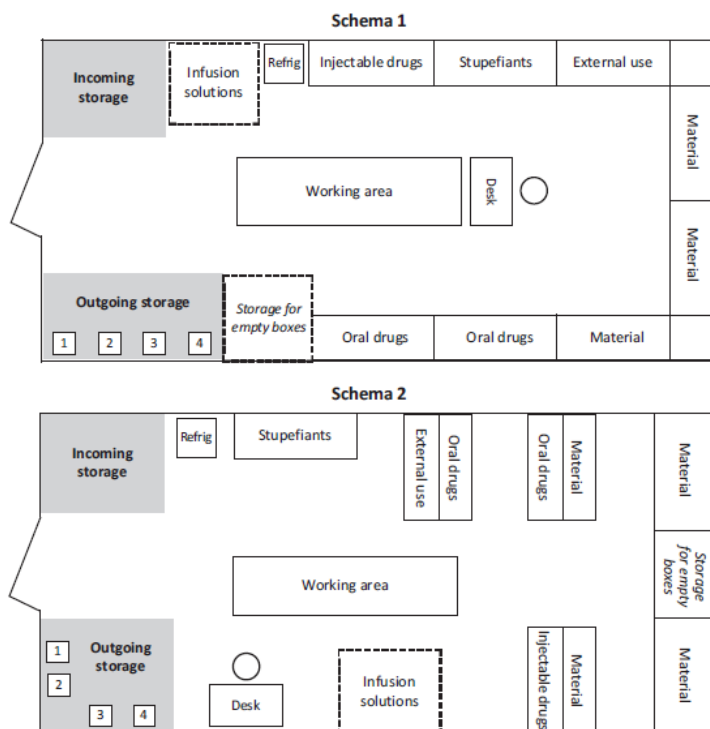 Schema 1
Incoming
storage
Infusion
solutions
Refrig
Injectable drugs
Stupefiants
External use
Material
Working area
Desk
Material
Outgoing storage
1
2
3
4
Storage for
empty boxes
Oral drugs
Oral drugs
Material
Schema 2
Incoming
storage
Refrig
Stupefiants
External use
Oral drugs
Oral drugs
Material
Material
Storage
for empty
boxes
Working area
1
2
Outgoing
storage
3
4
Desk
Infusion
solutions
Injectable drugs
Material
Material